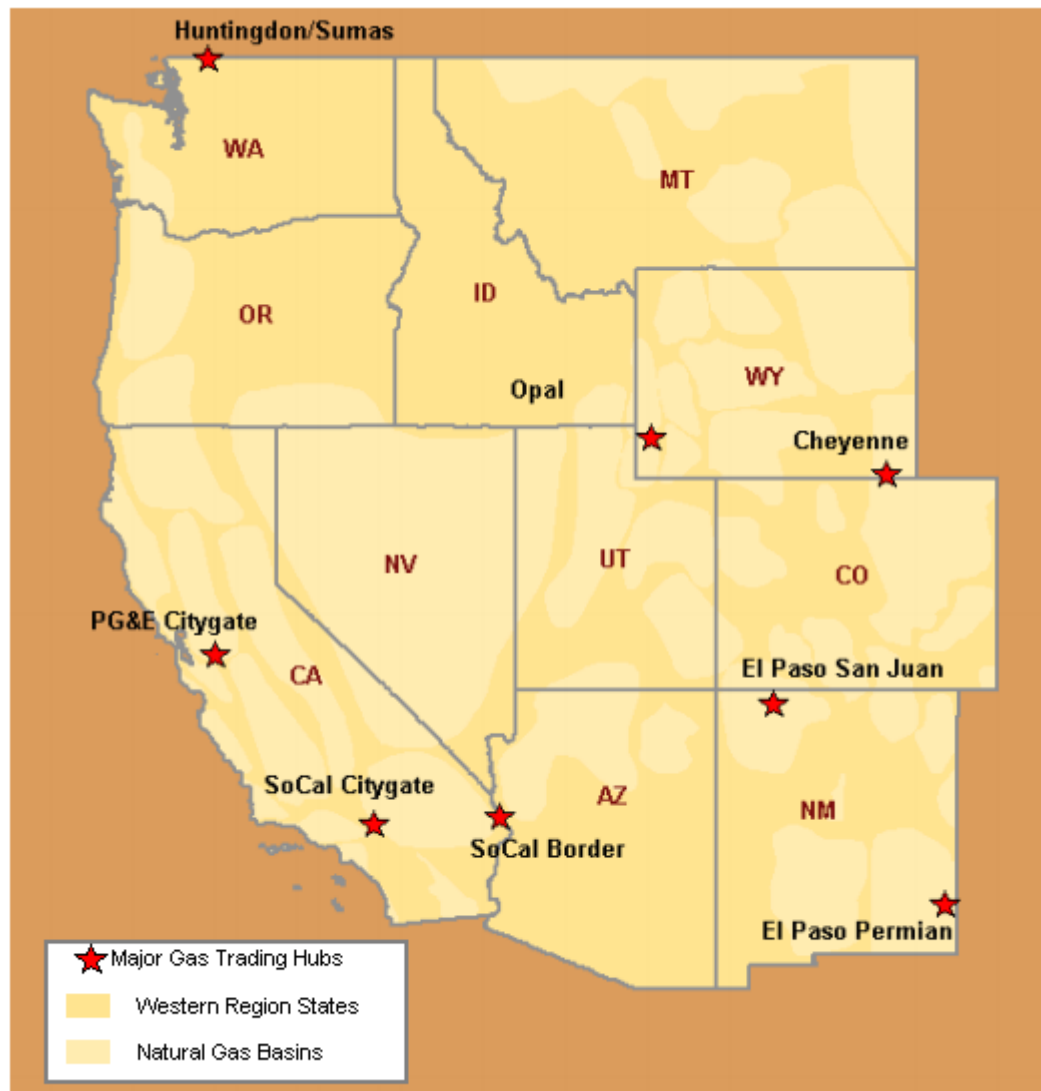 Huntingdon/Sumas
WA
MT
ID
OR
Opal
WY
Cheyenne
NV
UT
CO
PG&E Citygate
CA
El Paso San Juan
SoCal Citygate
AZ
NM
SoCal Border
El Paso Permian
Major Gas Trading Hubs
Western Region States
Natural Gas Basins